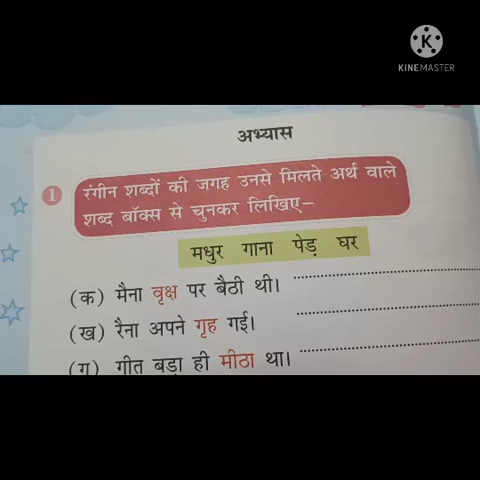 K
KINEMASTER
अभ्यास
1 रंगीन शब्दों की जगह उनसे मिलते अर्थ वाले
शब्द बॉक्स से चुनकर लिखिए–
मधुर गाना पेड़ घर
(क) मैना वृक्ष पर बैठी थी। ............
(ख) रैना अपने गृह गई। ............
(ग) गीत बड़ा ही मीठा था। ............